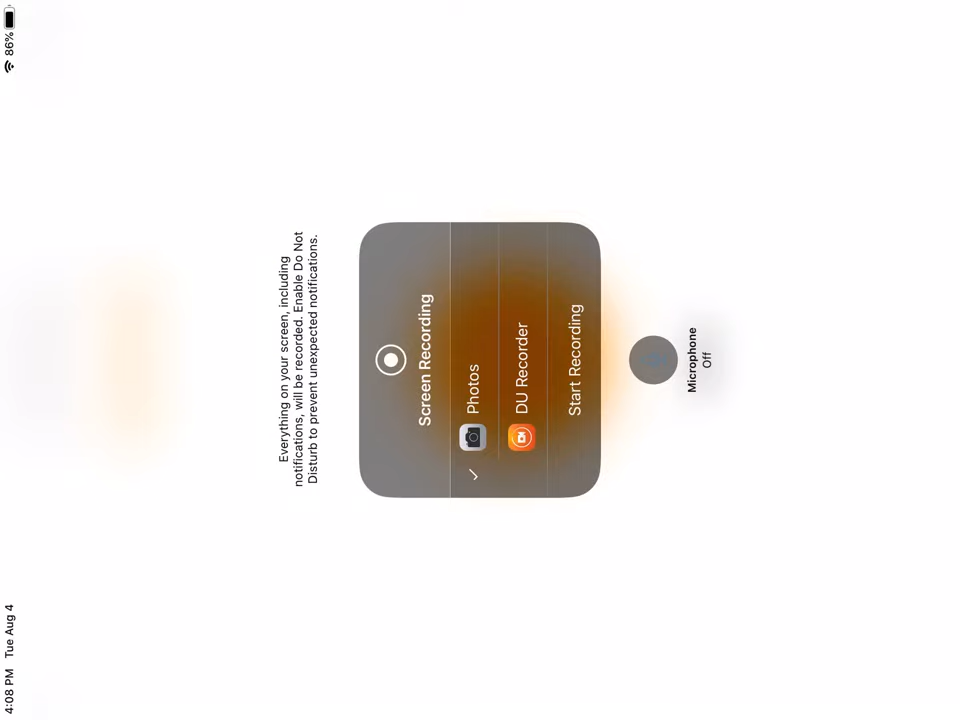 4:08 PM Tue Aug 4
86%
Everything on your screen, including
notifications, will be recorded. Enable Do Not
Disturb to prevent unexpected notifications.
Screen Recording
Photos
DU Recorder
Start Recording
Microphone
Off